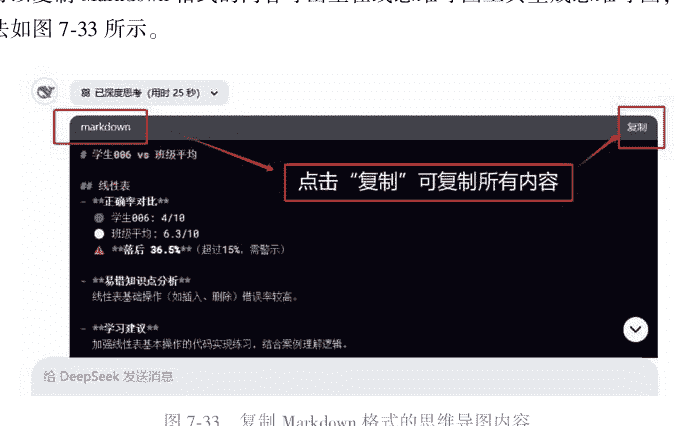 法如图 7-33 所示。
已深度思考（用时 25 秒）
markdown
复制
# 学生006 vs 班级平均
点击“复制”可复制所有内容
## 线性表
- **正确率对比**
学生006: 4/10
班级平均: 6.3/10
**落后 36.5%**（超过15%，需警示）
- **易错知识点分析**
线性表基础操作（如插入、删除）错误率较高。
- **学习建议**
加强线性表基本操作的代码实现练习，结合案例理解逻辑。
给 DeepSeek 发送消息
图 7-33 复制 Markdown 格式的思维导图内容